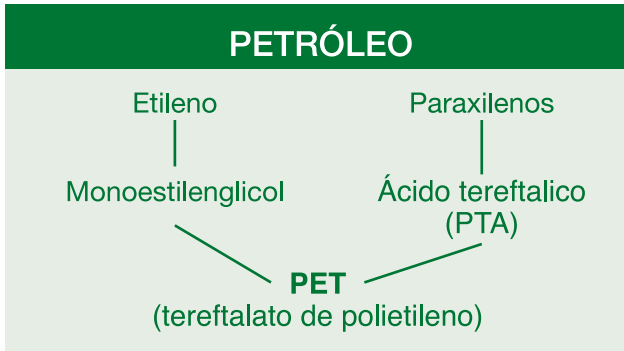 PETRÓLEO
Etileno
Paraxilenos
Monoestilenglicol
Ácido tereftalico
(PTA)
PET
(tereftalato de polietileno)